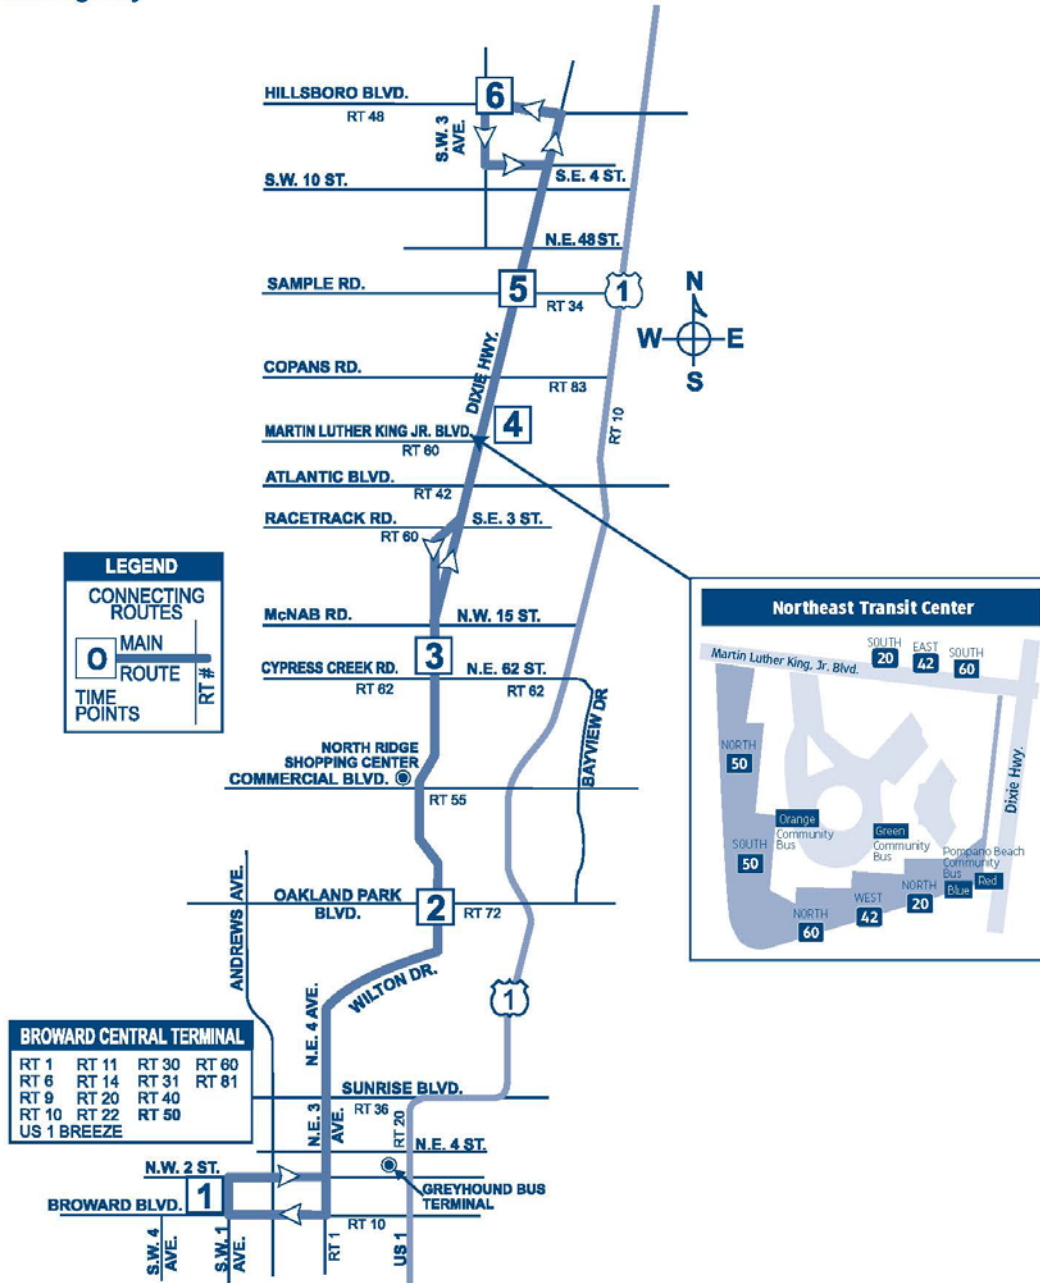 HILLSBORO BLVD.
RT 48
6
S.W. 3
AVE.
S.E. 4 ST.
S.W. 10 ST.
N.E. 48 ST.
SAMPLE RD.
5
RT 34
1
N
W
E
S
COPANS RD.
RT 83
DIXIE HWY.
RT 10
4
MARTIN LUTHER KING JR. BLVD.
RT 60
ATLANTIC BLVD.
RT 42
RACETRACK RD.
S.E. 3 ST.
RT 60
LEGEND
CONNECTING
ROUTES
0
MAIN
ROUTE
TIME
POINTS
RT #
McNAB RD.
N.W. 15 ST.
3
CYPRESS CREEK RD.
N.E. 62 ST.
RT 62
RT 62
BAYVIEW DR
NORTH RIDGE
SHOPPING CENTER
COMMERCIAL BLVD.
RT 55
Northeast Transit Center
Martin Luther King, Jr. Blvd.
SOUTH
20
EAST
42
SOUTH
60
NORTH
50
Dixie Hwy.
Orange
Community
Bus
Green
Community
Bus
SOUTH
50
Pompano Beach
Community
Bus
Blue
Red
NORTH
60
WEST
42
NORTH
20
ANDREWS AVE.
OAKLAND PARK
BLVD.
2
RT 72
WILTON DR.
N.E. 4 AVE.
1
BROWARD CENTRAL TERMINAL
RT 1 RT 11 RT 30 RT 60
RT 6 RT 14 RT 31 RT 81
RT 9 RT 20 RT 40
RT 10 RT 22 RT 50
US 1 BREEZE
SUNRISE BLVD.
RT 36
N.E. 3
AVE.
RT 20
N.E. 4 ST.
N.W. 2 ST.
1
GREYHOUND BUS
TERMINAL
BROWARD BLVD.
RT 10
S.W. 4
AVE.
S.W. 1
AVE.
RT 1
US 1